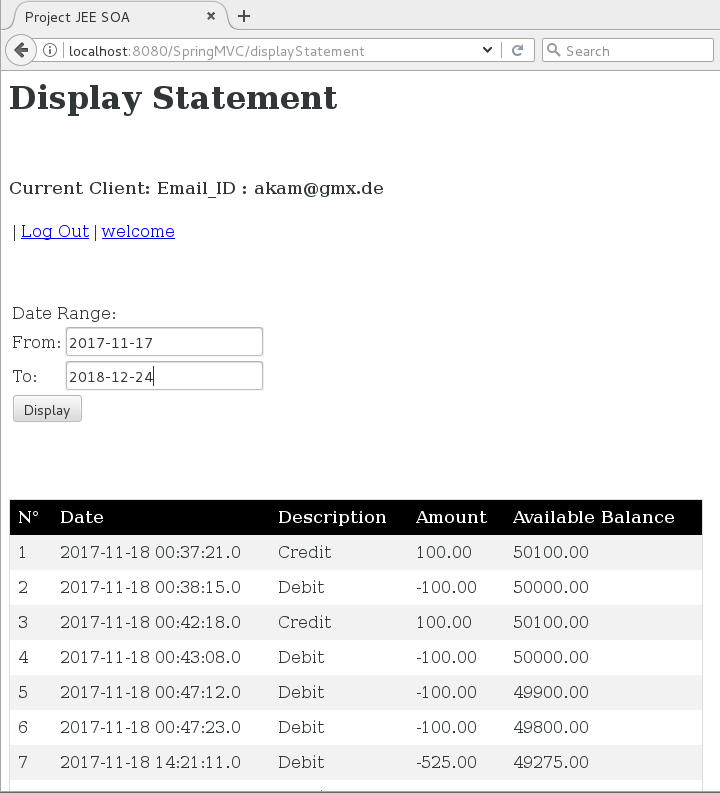 Project JEE SOA
localhost:8080/SpringMVC/displayStatement
Search
Display Statement
Current Client: Email_ID : akam@gmx.de
| Log Out | welcome
Date Range:
From: 2017-11-17
To: 2018-12-24
Display
N° Date Description Amount Available Balance
1 2017-11-18 00:37:21.0 Credit 100.00 50100.00
2 2017-11-18 00:38:15.0 Debit -100.00 50000.00
3 2017-11-18 00:42:18.0 Credit 100.00 50100.00
4 2017-11-18 00:43:08.0 Debit -100.00 50000.00
5 2017-11-18 00:47:12.0 Debit -100.00 49900.00
6 2017-11-18 00:47:23.0 Debit -100.00 49800.00
7 2017-11-18 14:21:11.0 Debit -525.00 49275.00